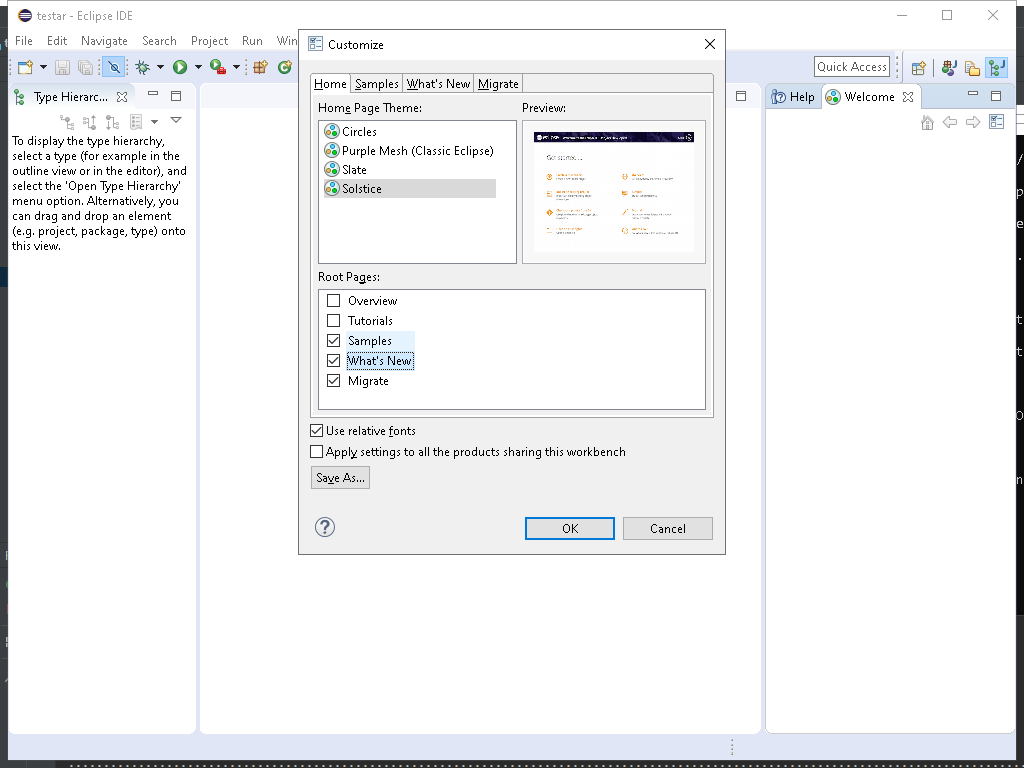 testar - Eclipse IDE
File Edit Navigate Search Project Run Win
Quick Access
Type Hierarc...
Help
Welcome
To display the type hierarchy,
select a type (for example in the
outline view or in the editor), and
select the 'Open Type Hierarchy'
menu option. Alternatively, you
can drag and drop an element
(e.g. project, package, type) onto
this view.
Customize
Home Samples What's New Migrate
Home Page Theme:
Preview:
Circles
Purple Mesh (Classic Eclipse)
Slate
Solstice
Root Pages:
Overview
Tutorials
Samples
What's New
Migrate
Use relative fonts
Apply settings to all the products sharing this workbench
Save As...
OK
Cancel